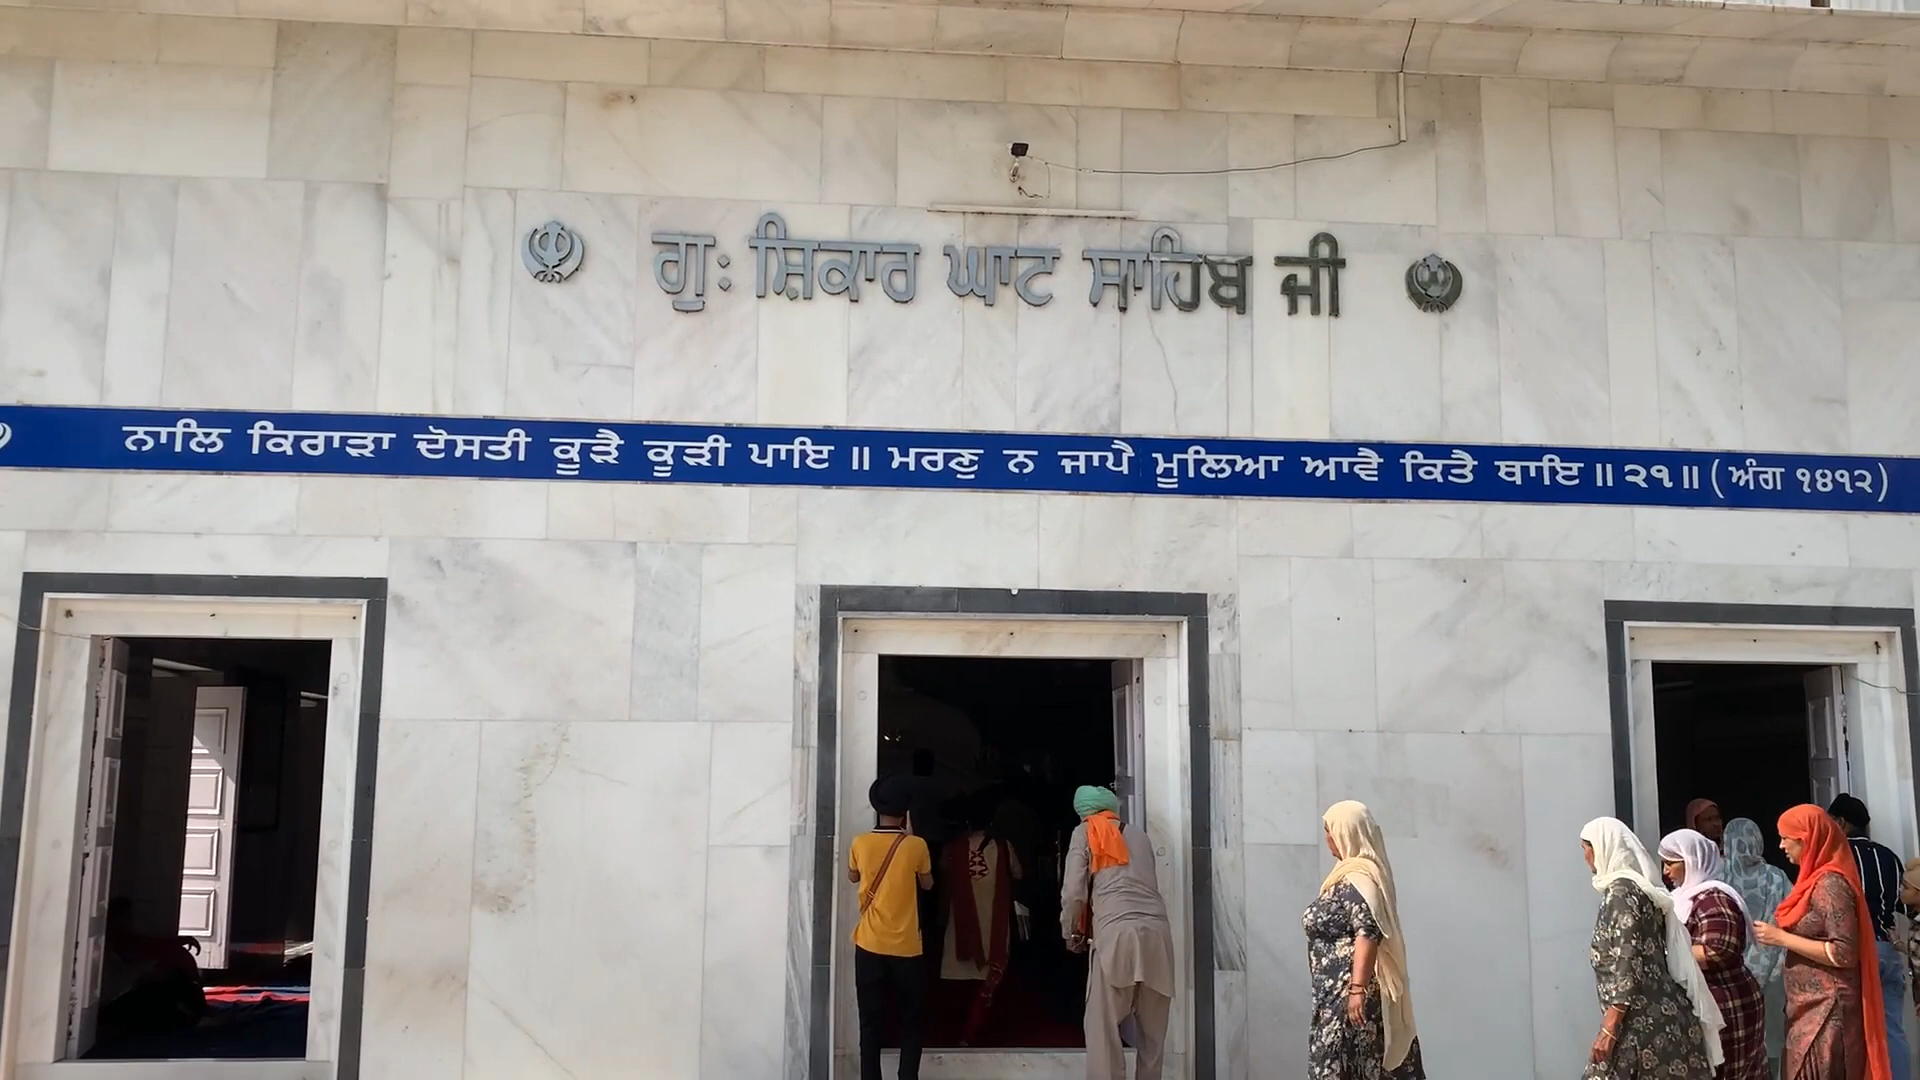 ਗੁ: ਸ਼ਿਕਾਰ ਘਾਟ ਸਾਹਿਬ ਜੀ
ਨਾਲਿ ਕਿਰਾੜਾ ਦੋਸਤੀ ਕੂੜੈ ਕੂੜੀ ਪਾਇ ॥ ਮਰਣੁ ਨ ਜਾਪੈ ਮੂਲਿਆ ਆਵੈ ਕਿਤੈ ਥਾਇ ॥੨੧॥ (ਅੰਗ ੧੪੧੨)